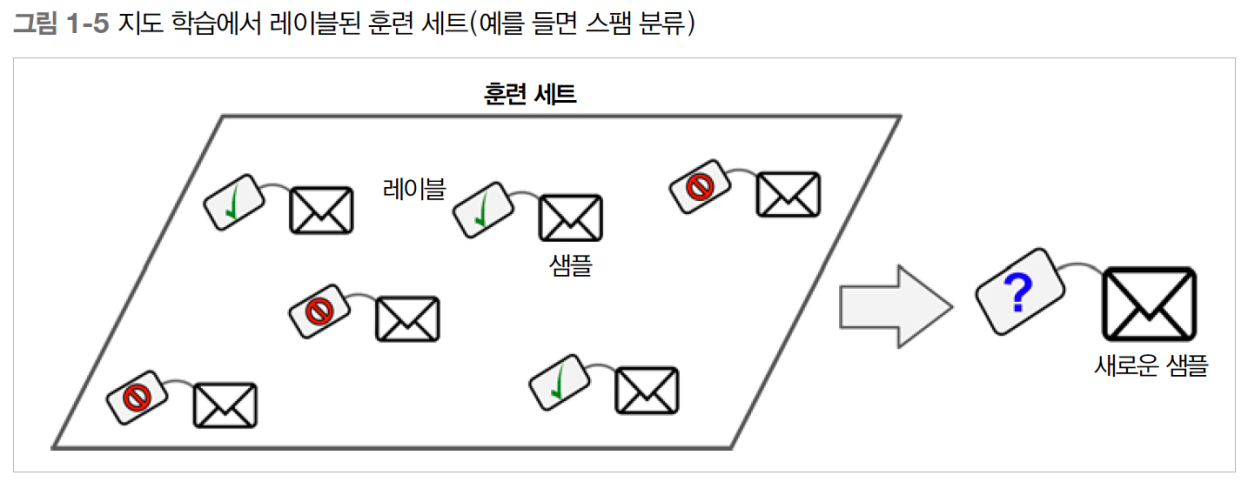 그림 1-5 지도 학습에서 레이블된 훈련 세트(예를 들면 스팸 분류)
훈련 세트
레이블
샘플
?
새로운 샘플